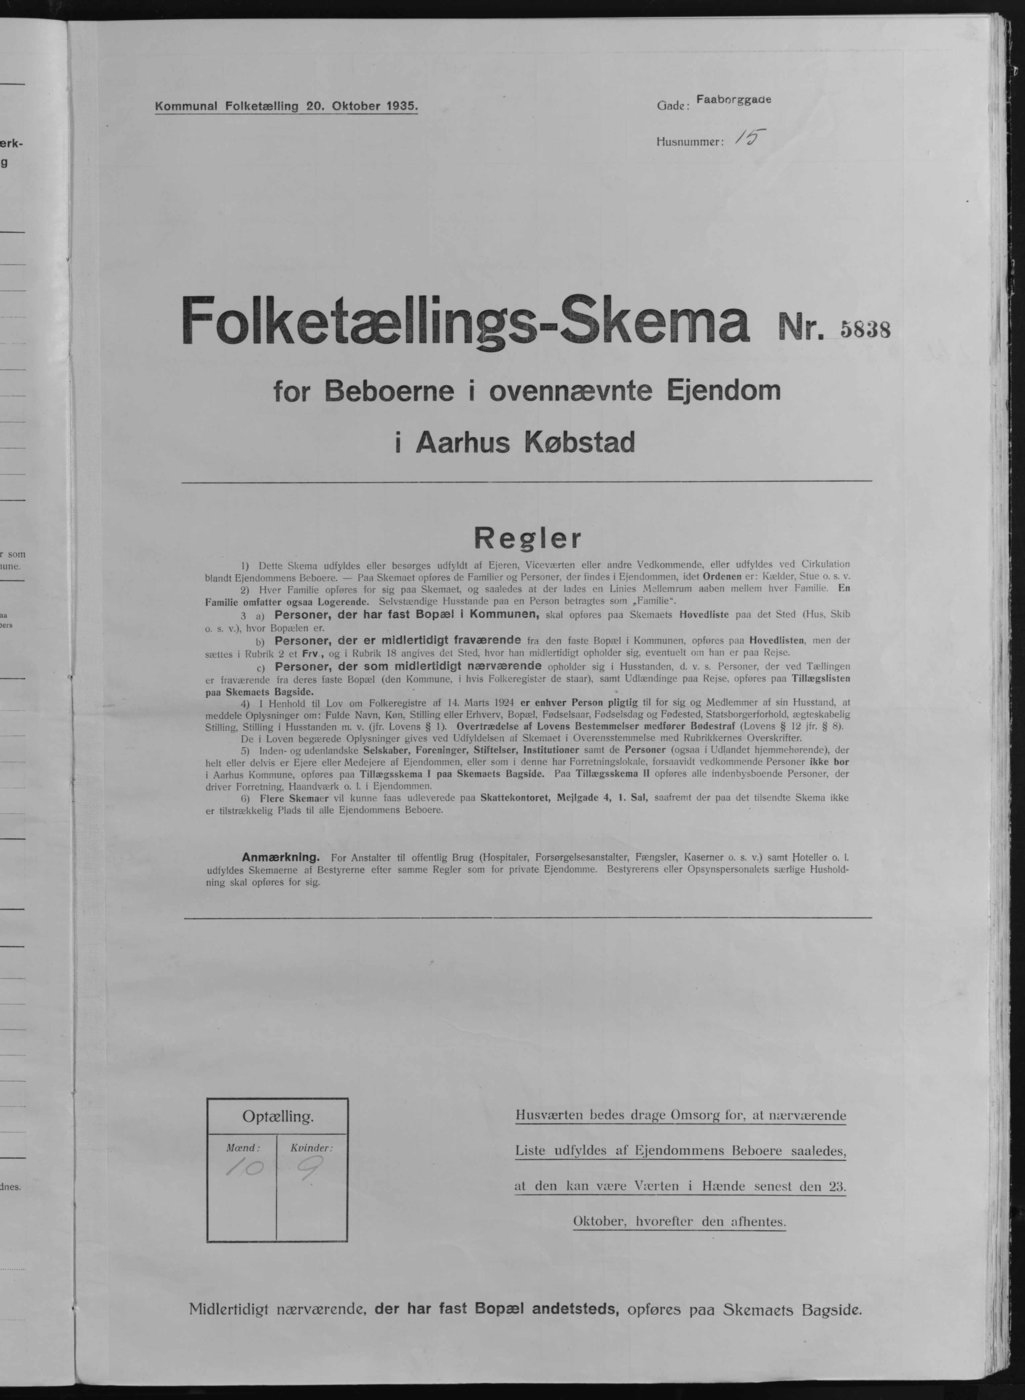 Kommunal Folketælling 20. Oktober 1935.
Gade: Faaborggade
Husnummer: 15
Folketællings-Skema Nr. 5838
for Beboerne i ovennævnte Ejendom
i Aarhus Købstad
Regler
1) Dette Skema udfyldes eller besørges udfyldt af Ejeren, Viceværten eller andre Vedkommende, eller udfyldes ved Cirkulation
blandt Ejendommens Beboere. — Paa Skemaet opføres de Familier og Personer, der findes i Ejendommen, idet Ordenen er: Kælder, Stue o. s. v.
2) Hver Familie opføres for sig paa Skemaet, og saaledes at der lades en Linies Mellemrum aaben mellem hver Familie. En
Familie omfatter ogsaa Logerende. Selvstændige Husstande paa en Person betragtes som „Familie“.
3 a) Personer, der har fast Bopæl i Kommunen, skal opføres paa Skemaets Hovedliste paa det Sted (Hus, Skib
o. s. v.), hvor Bopælen er.
b) Personer, der er midlertidigt fraværende fra den faste Bopæl i Kommunen, opføres paa Hovedlisten, men der
sættes i Rubrik 2 et Frv., og i Rubrik 18 angives det Sted, hvor han midlertidigt opholder sig, eventuelt om han er paa Rejse.
c) Personer, der som midlertidigt nærværende opholder sig i Husstanden, d. v. s. Personer, der ved Tællingen
er fraværende fra deres faste Bopæl (den Kommune, i hvis Folkeregister de staar), samt Udlændinge paa Rejse, opføres paa Tillægslisten
paa Skemaets Bagside.
4) I Henhold til Lov om Folkeregistre af 14. Marts 1924 er enhver Person pligtig til for sig og Medlemmer af sin Husstand, at
meddele Oplysninger om: Fulde Navn, Køn, Stilling eller Erhverv, Bopæl, Fødselsaar, Fødselsdag og Fødested, Statsborgerforhold, ægteskabelig
Stilling, Stilling i Husstanden m. v. (jfr. Lovens § 1). Overtrædelse af Lovens Bestemmelser medfører Bødestraf (Lovens § 12 jfr. § 8).
De i Loven begærede Oplysninger gives ved Udfyldelsen af Skemaet i Overensstemmelse med Rubrikkernes Overskrifter.
5) Inden- og udenlandske Selskaber, Foreninger, Stiftelser, Institutioner samt de Personer (ogsaa i Udlandet hjemmehørende), der
helt eller delvis er Ejere eller Medejere af Ejendommen, eller som i denne har Forretningslokale, forsaavidt vedkommende Personer ikke bor
i Aarhus Kommune, opføres paa Tillægsskema I paa Skemaets Bagside. Paa Tillægsskema II opføres alle indenbysboende Personer, der
driver Forretning, Haandværk o. l. i Ejendommen.
6) Flere Skemaer vil kunne faas udleverede paa Skattekontoret, Mejlgade 4, 1. Sal, saafremt der paa det tilsendte Skema ikke
er tilstrækkelig Plads til alle Ejendommens Beboere.
Anmærkning. For Anstalter til offentlig Brug (Hospitaler, Forsørgelsesanstalter, Fængsler, Kaserner o. s. v.) samt Hoteller o. l.
udfyldes Skemaerne af Bestyrerne efter samme Regler som for private Ejendomme. Bestyrerens eller Opsynspersonalets særlige Hushold-
ning skal opføres for sig.
Optælling.
Mænd: Kvinder:
10 9
Husværten bedes drage Omsorg for, at nærværende
Liste udfyldes af Ejendommens Beboere saaledes,
at den kan være Værten i Hænde senest den 23.
Oktober, hvorefter den afhentes.
Midlertidigt nærværende, der har fast Bopæl andetsteds, opføres paa Skemaets Bagside.